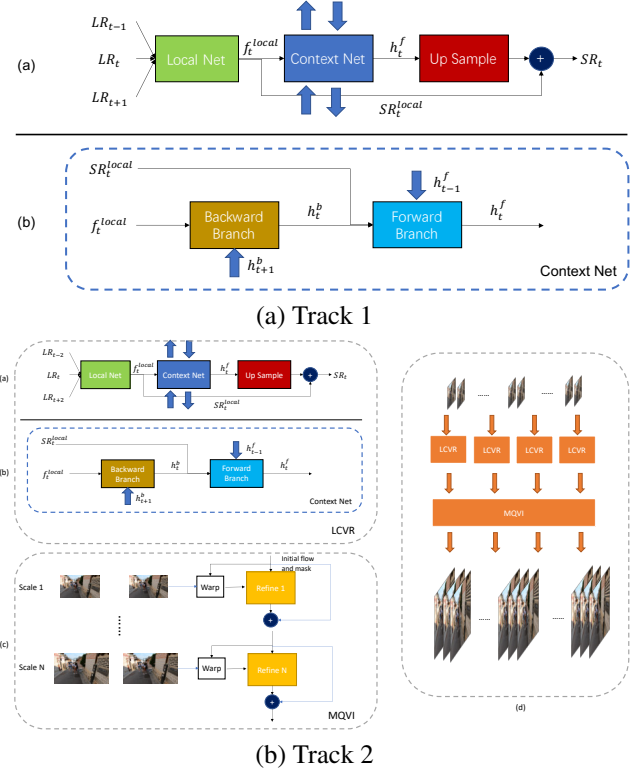 LR_{t-1}
LR_t
LR_{t+1}
(a)
Local Net
f_t^{local}
Context Net
h_t^f
Up Sample
+
SR_t
SR_t^{local}
(b)
SR_t^{local}
f_t^{local}
Backward
Branch
h_{t+1}^b
h_t^b
h_{t-1}^f
Forward
Branch
h_t^f
Context Net
(a) Track 1
(a)
LR_{t-2}
LR_t
LR_{t+2}
Local Net
f_t^{local}
Context Net
h_t^f
Up Sample
+
SR_t
SR_t^{local}
(b)
SR_t^{local}
f_t^{local}
Backward
Branch
h_{t+1}^b
h_t^b
h_{t-1}^f
Forward
Branch
h_t^f
Context Net
LCVR
(c)
initial flow
and mask
Scale 1
Warp
Refine 1
+
......
Scale N
Warp
Refine N
+
MQVI
...... ......
LCVR LCVR LCVR LCVR
MQVI
...... ......
(d)
(b) Track 2